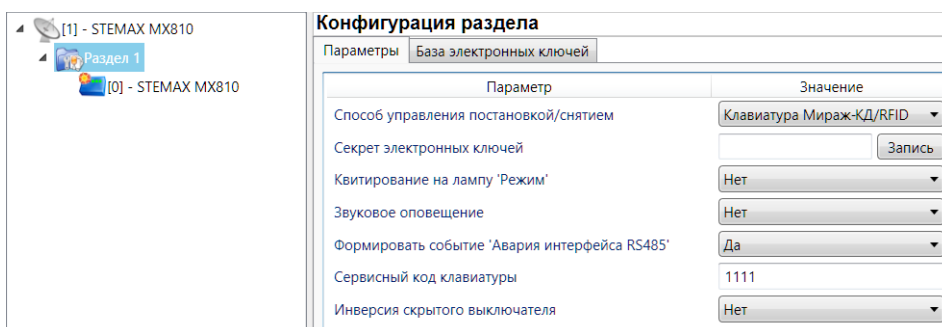 [1] - STEMAX MX810
Раздел 1
[0] - STEMAX MX810
Конфигурация раздела
Параметры База электронных ключей
Параметр Значение
Способ управления постановкой/снятием Клавиатура Мираж-КД/RFID
Секрет электронных ключей Запись
Квитирование на лампу 'Режим' Нет
Звуковое оповещение Нет
Формировать событие 'Авария интерфейса RS485' Да
Сервисный код клавиатуры 1111
Инверсия скрытого выключателя Нет